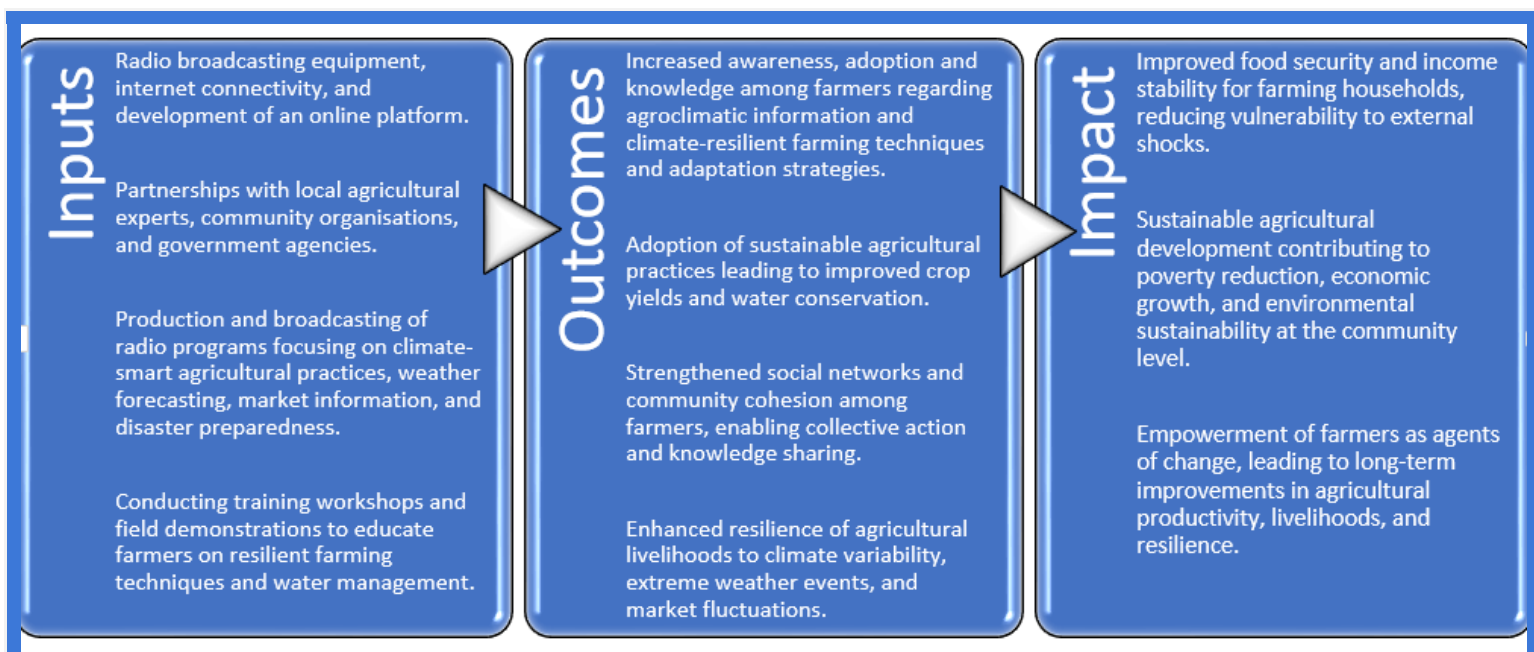 Inputs
Radio broadcasting equipment,
internet connectivity, and
development of an online platform.
Partnerships with local agricultural
experts, community organisations,
and government agencies.
Production and broadcasting of
radio programs focusing on climate-
smart agricultural practices, weather
forecasting, market information, and
disaster preparedness.
Conducting training workshops and
field demonstrations to educate
farmers on resilient farming
techniques and water management.
Outcomes
Increased awareness, adoption and
knowledge among farmers regarding
agroclimatic information and
climate-resilient farming techniques
and adaptation strategies.
Adoption of sustainable agricultural
practices leading to improved crop
yields and water conservation.
Strengthened social networks and
community cohesion among
farmers, enabling collective action
and knowledge sharing.
Enhanced resilience of agricultural
livelihoods to climate variability,
extreme weather events, and
market fluctuations.
Impact
Improved food security and income
stability for farming households,
reducing vulnerability to external
shocks.
Sustainable agricultural
development contributing to
poverty reduction, economic
growth, and environmental
sustainability at the community
level.
Empowerment of farmers as agents
of change, leading to long-term
improvements in agricultural
productivity, livelihoods, and
resilience.